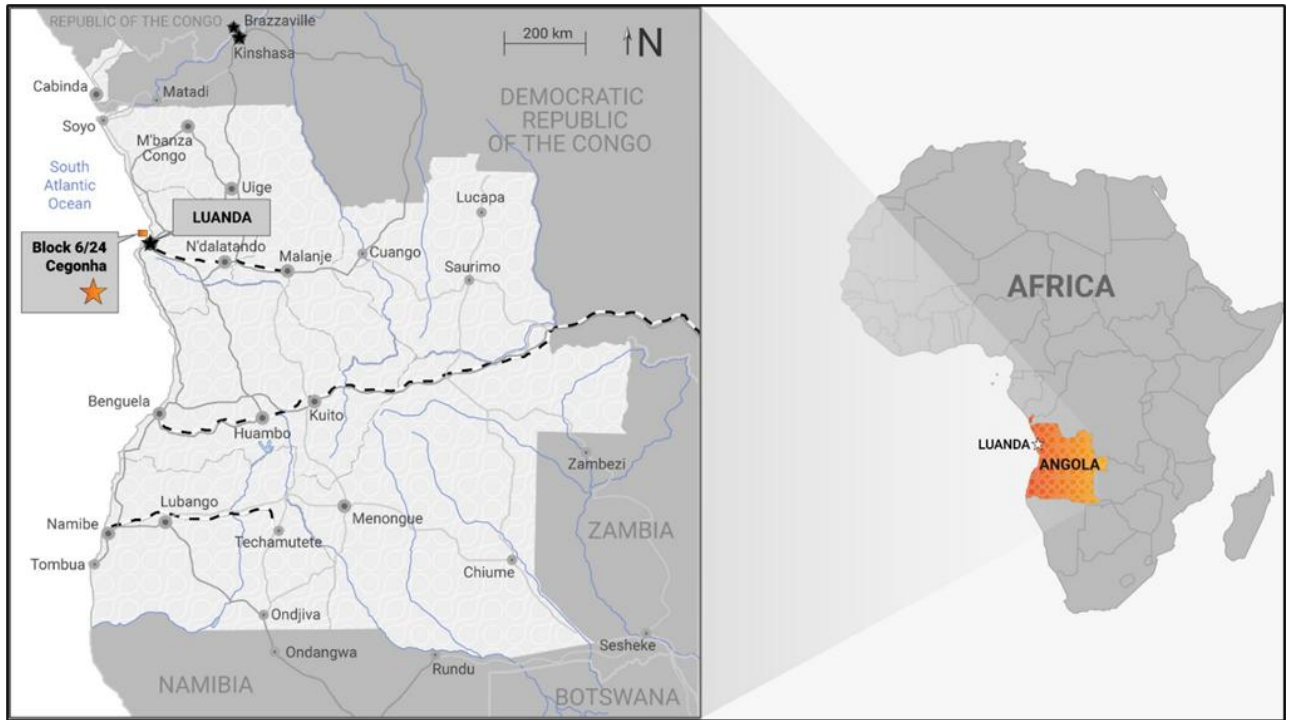 REPUBLIC OF THE CONGO
Brazzaville
Kinshasa
200 km
N
Cabinda
Matadi
Soyo
M'banza
Congo
DEMOCRATIC
REPUBLIC
OF THE CONGO
South
Atlantic
Ocean
Uige
Lucapa
LUANDA
Block 6/24
Cegonha
N'dalatando
Malanje
Cuango
Saurimo
Benguela
Huambo
Kuito
Zambezi
Lubango
Namibe
Menongue
Techamutete
ZAMBIA
Tombua
Chiume
Ondjiva
Ondangwa
Sesheke
Rundu
NAMIBIA
BOTSWANA
AFRICA
LUANDA
ANGOLA